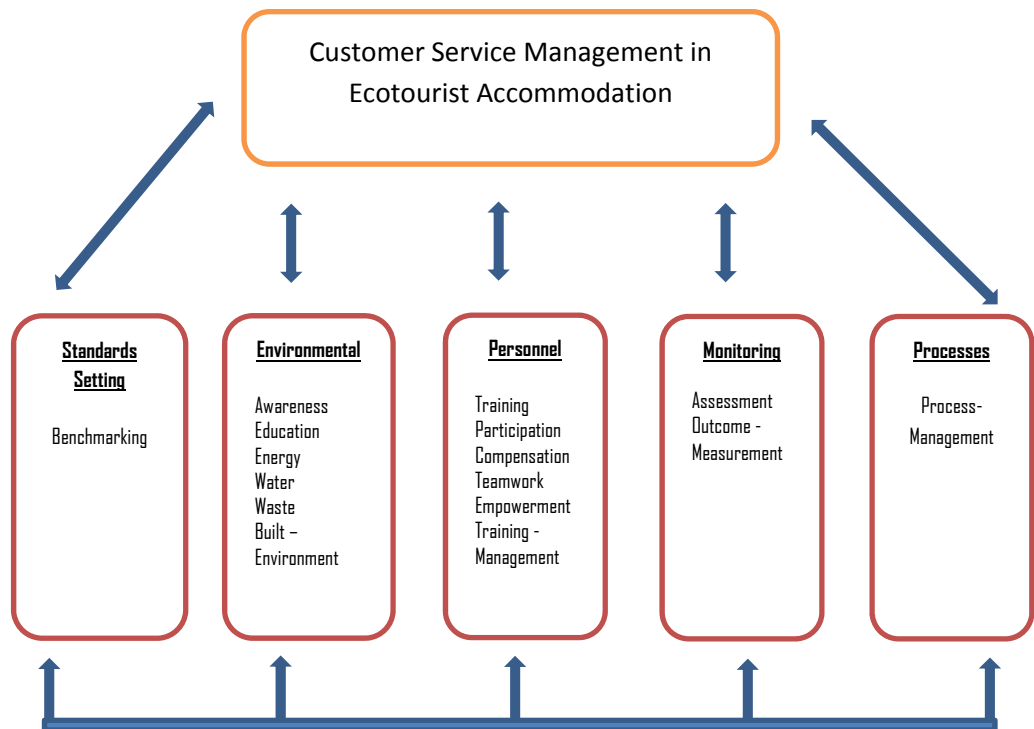 Customer Service Management in
Ecotourist Accommodation
Standards
Setting
Benchmarking
Environmental
Awareness
Education
Energy
Water
Waste
Built –
Environment
Personnel
Training
Participation
Compensation
Teamwork
Empowerment
Training -
Management
Monitoring
Assessment
Outcome -
Measurement
Processes
Process-
Management